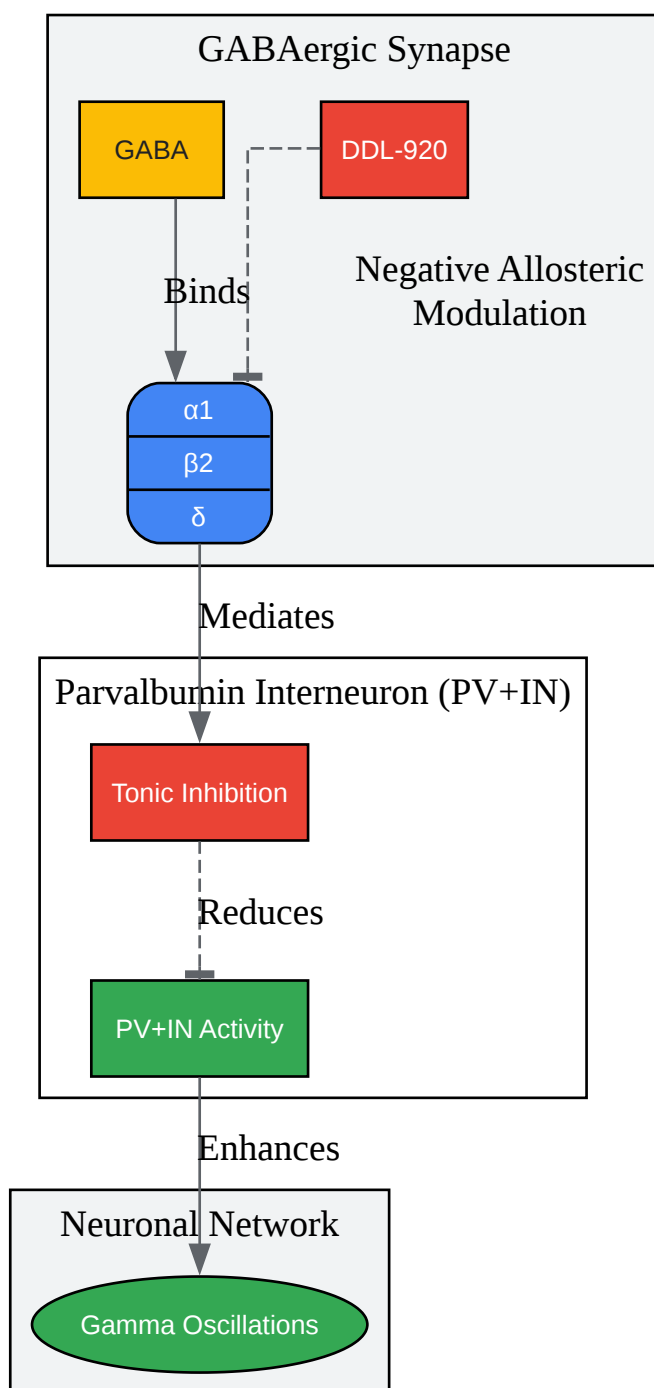 GABAergic Synapse
GABA
DDL-920
Binds
Negative Allosteric
Modulation
α1
β2
δ
Mediates
Parvalbumin Interneuron (PV+IN)
Tonic Inhibition
Reduces
PV+IN Activity
Enhances
Neuronal Network
Gamma Oscillations